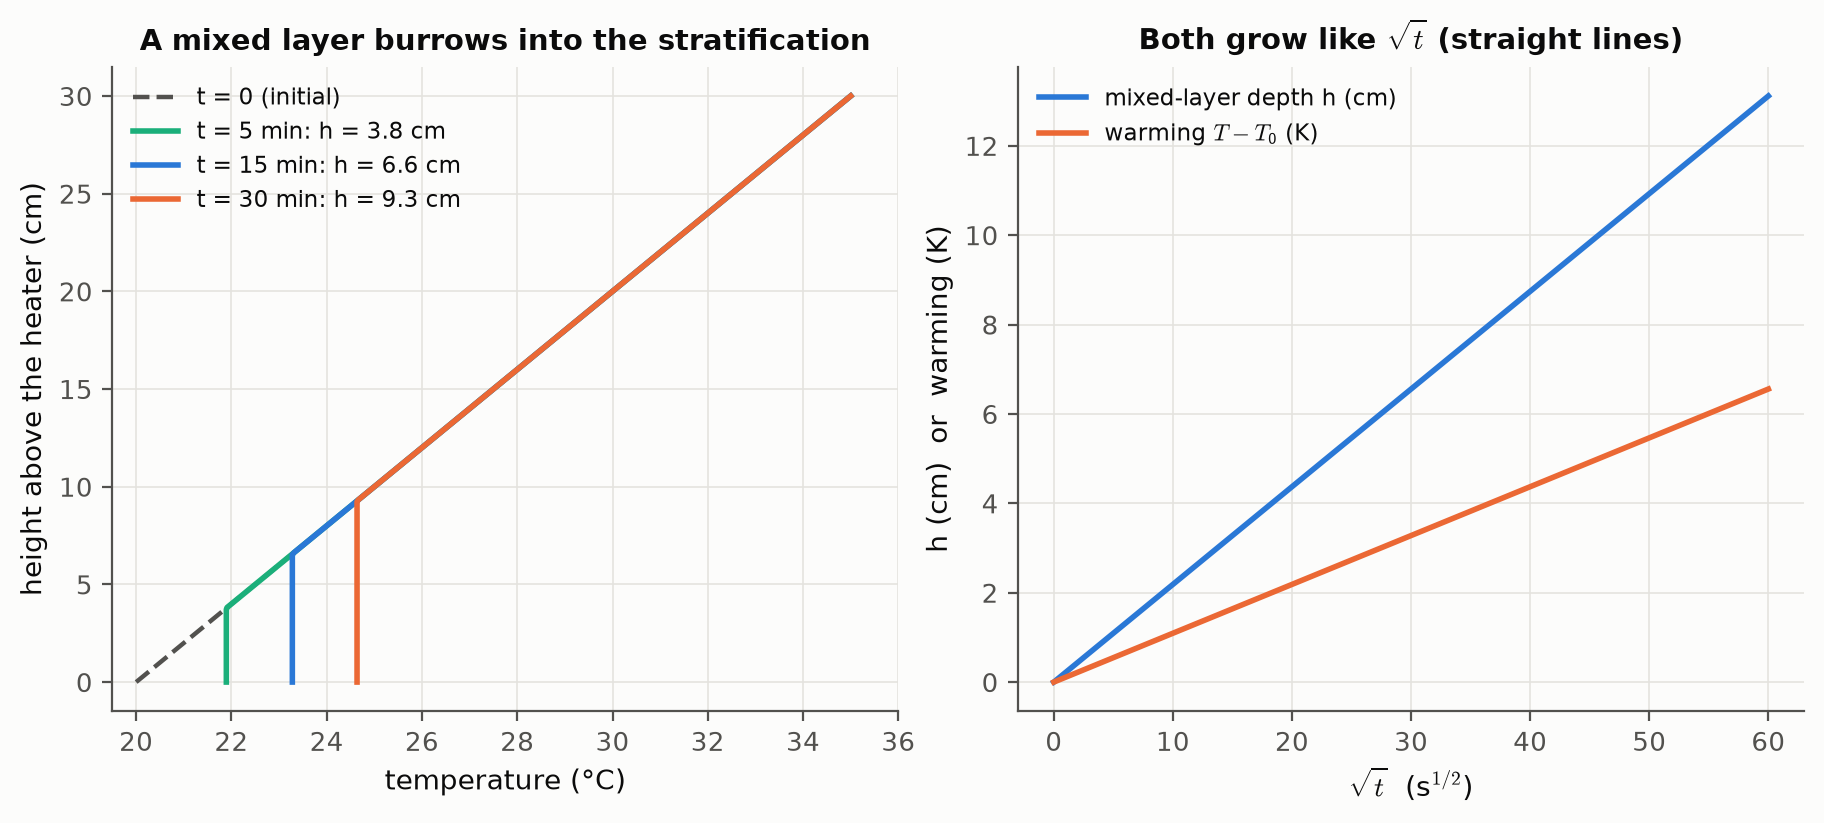 A mixed layer burrows into the stratification
t = 0 (initial)
t = 5 min: h = 3.8 cm
t = 15 min: h = 6.6 cm
t = 30 min: h = 9.3 cm
height above the heater (cm)
30
25
20
15
10
5
0
20 22 24 26 28 30 32 34 36
temperature (°C)
Both grow like √t (straight lines)
mixed-layer depth h (cm)
warming T − T₀ (K)
h (cm) or warming (K)
12
10
8
6
4
2
0
0 10 20 30 40 50 60
√t (s^{1/2})